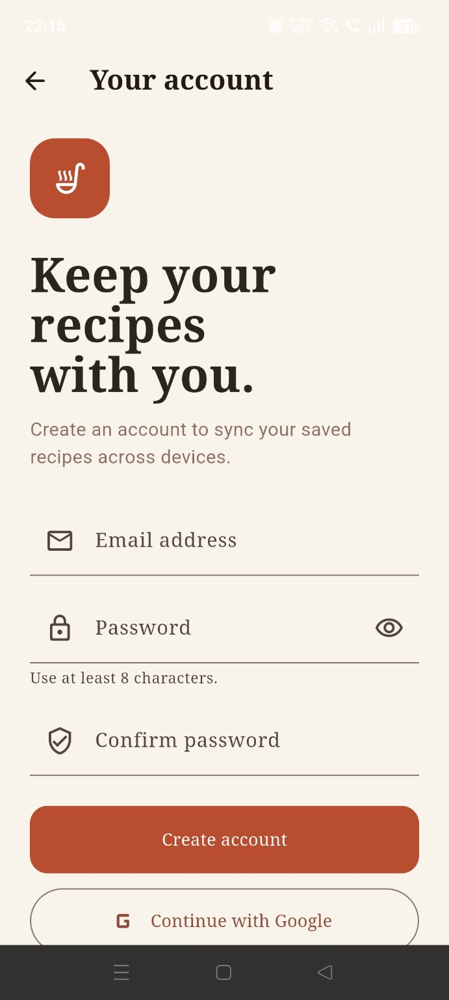 22:15
2.00
KB/S
71
Your account
Keep your
recipes
with you.
Create an account to sync your saved
recipes across devices.
Email address
Password
Use at least 8 characters.
Confirm password
Create account
G Continue with Google